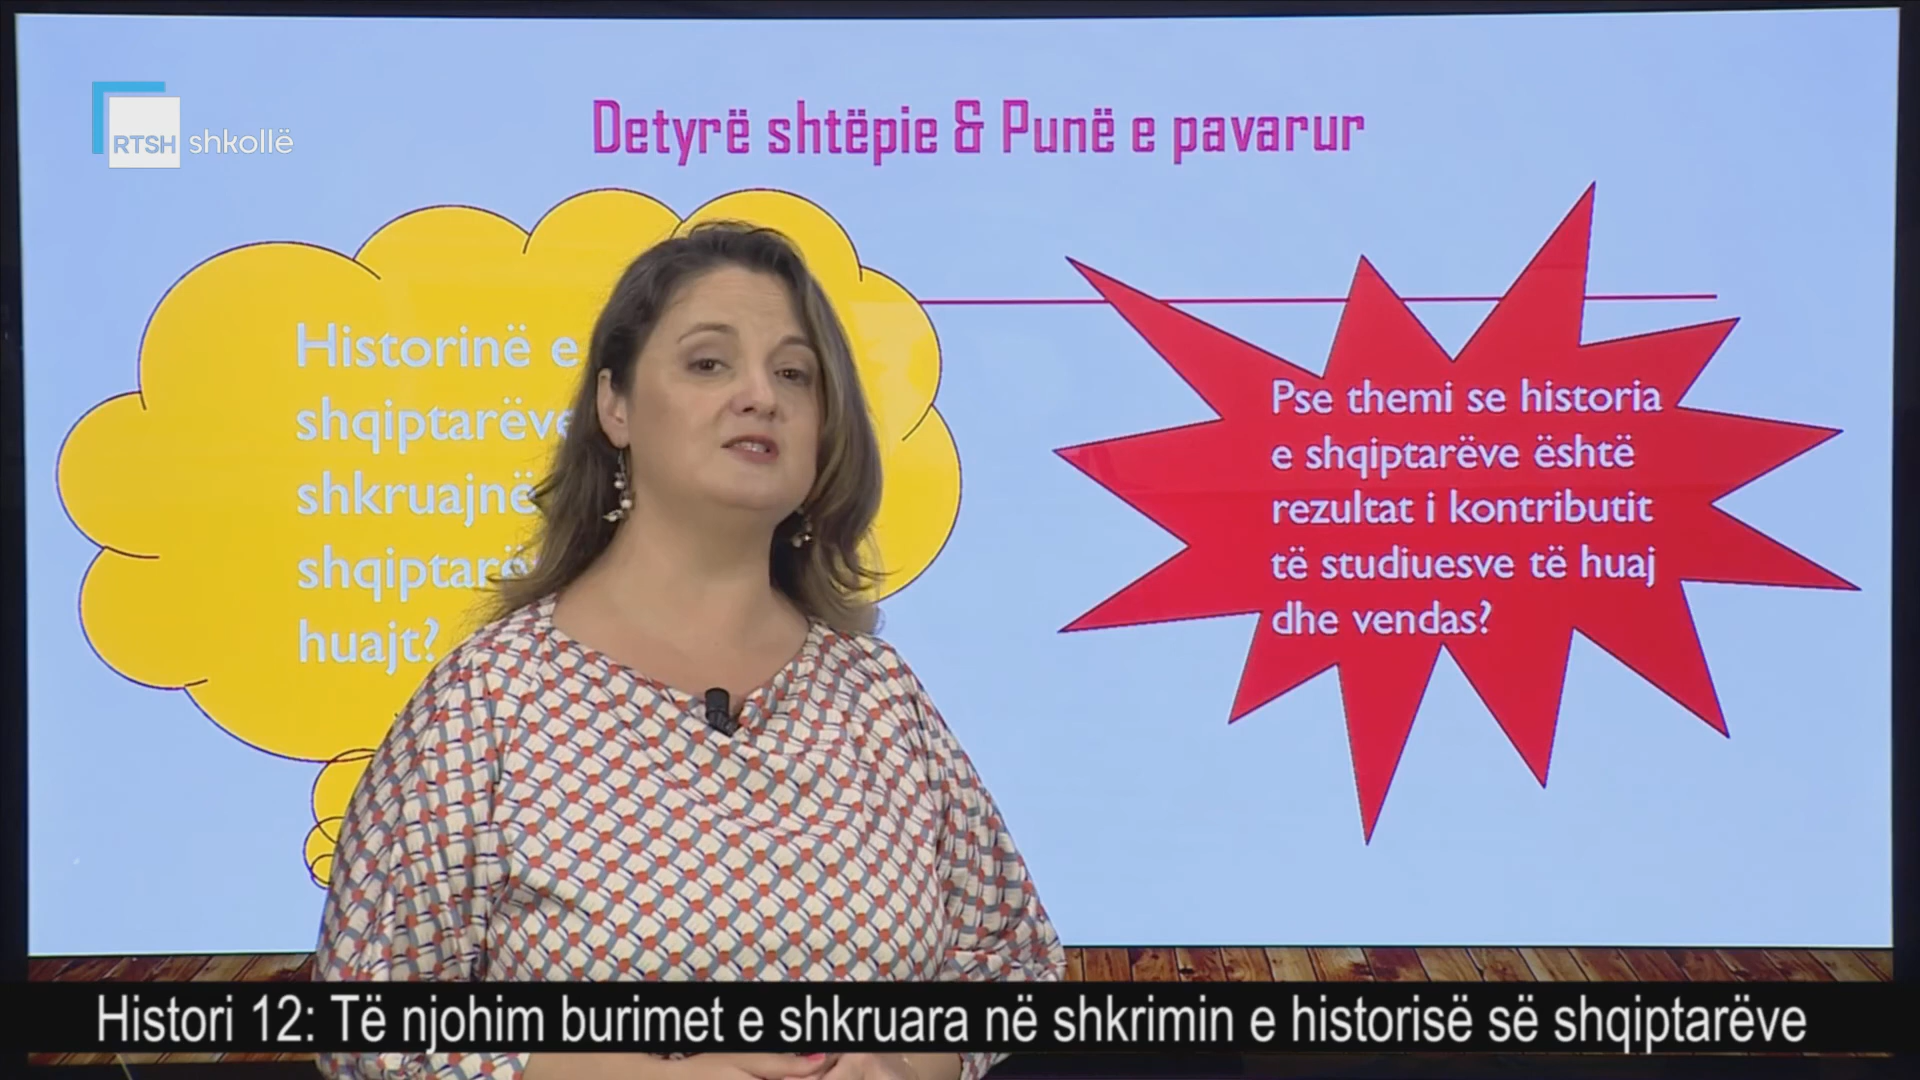 RTSH shkollë
Detyrë shtëpie & Punë e pavarur
Historinë e
shqiptarëve
shkruajnë
huajt?
Pse themi se historia
e shqiptarëve është
rezultat i kontributit
të studiuesve të huaj
dhe vendas?
Histori 12: Të njohim burimet e shkruara në shkrimin e historisë së shqiptarëve